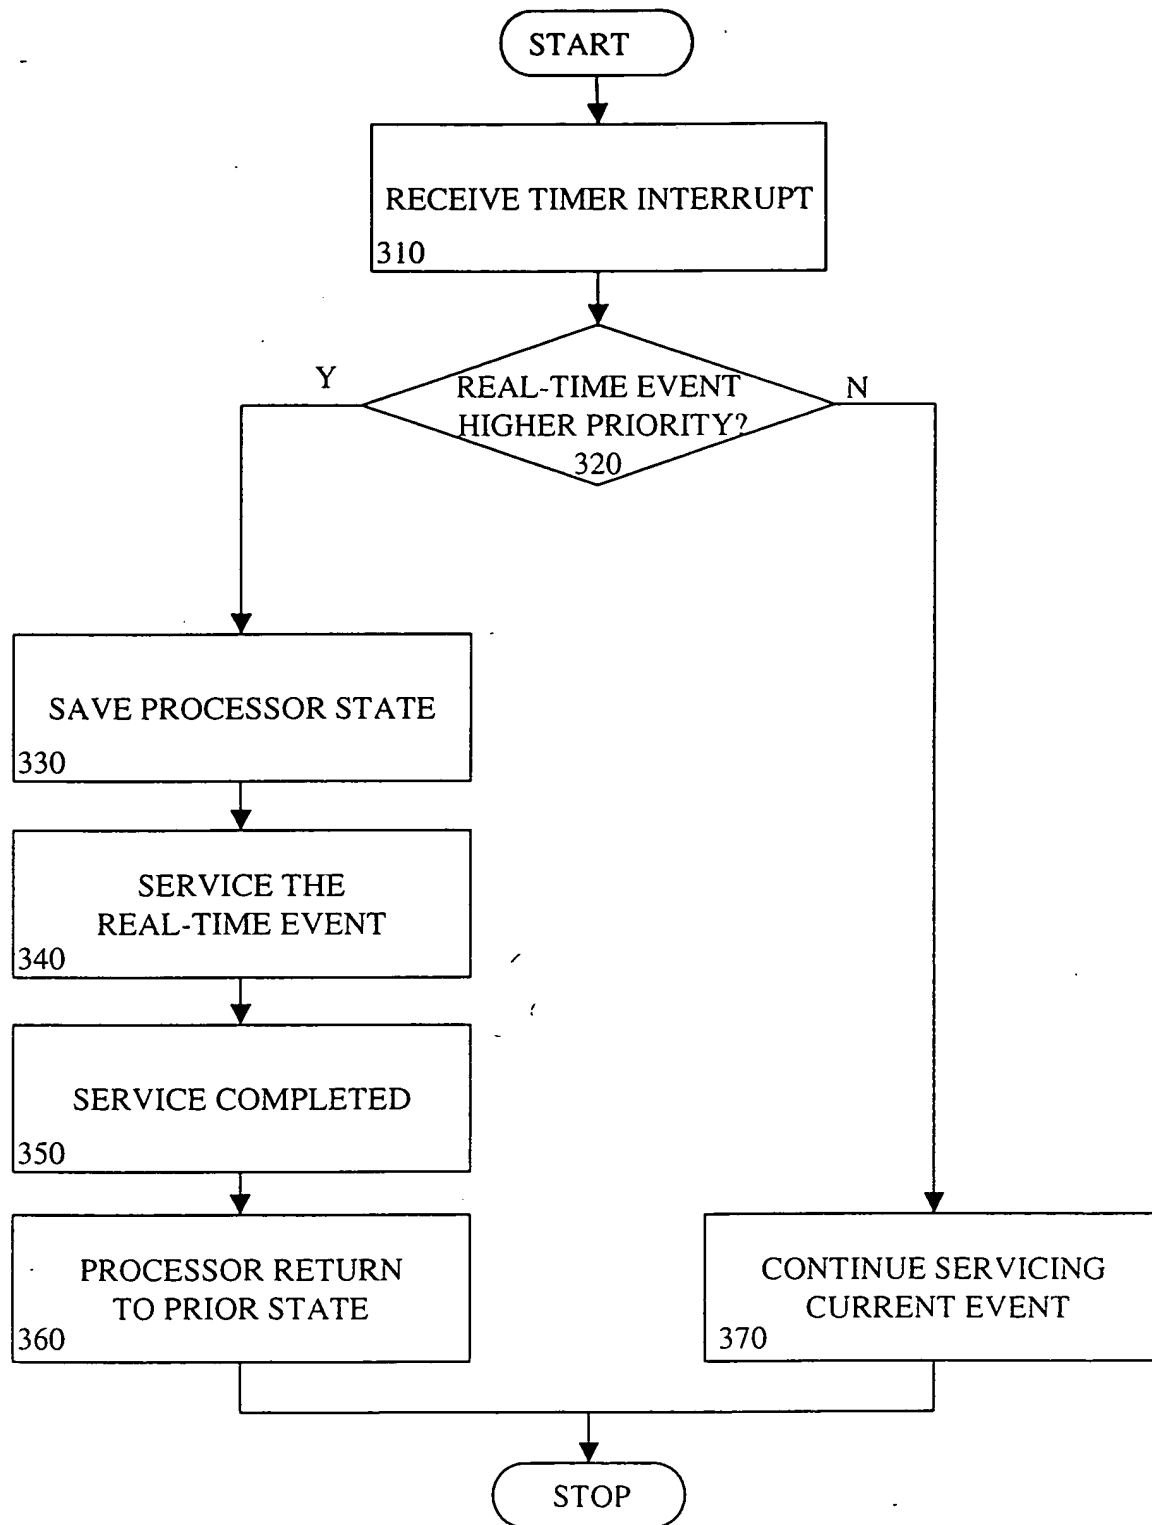 START
RECEIVE TIMER INTERRUPT
310
Y
REAL-TIME EVENT
HIGHER PRIORITY?
320
N
SAVE PROCESSOR STATE
330
SERVICE THE
REAL-TIME EVENT
340
SERVICE COMPLETED
350
PROCESSOR RETURN
TO PRIOR STATE
360
CONTINUE SERVICING
CURRENT EVENT
370
STOP